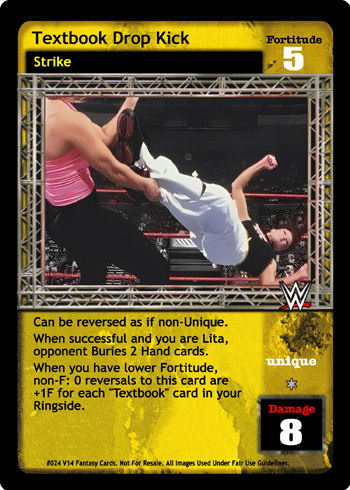 Textbook Drop Kick
Fortitude
5
Strike
W
Can be reversed as if non-Unique.
When successful and you are Lita,
opponent Buries 2 Hand cards.
When you have lower Fortitude,
non-F: 0 reversals to this card are
+1F for each "Textbook" card in your
Ringside.
unique
*
Damage
8
#024 V14 Fantasy Cards. Not For Resale. All Images Used Under Fair Use Guidelines.